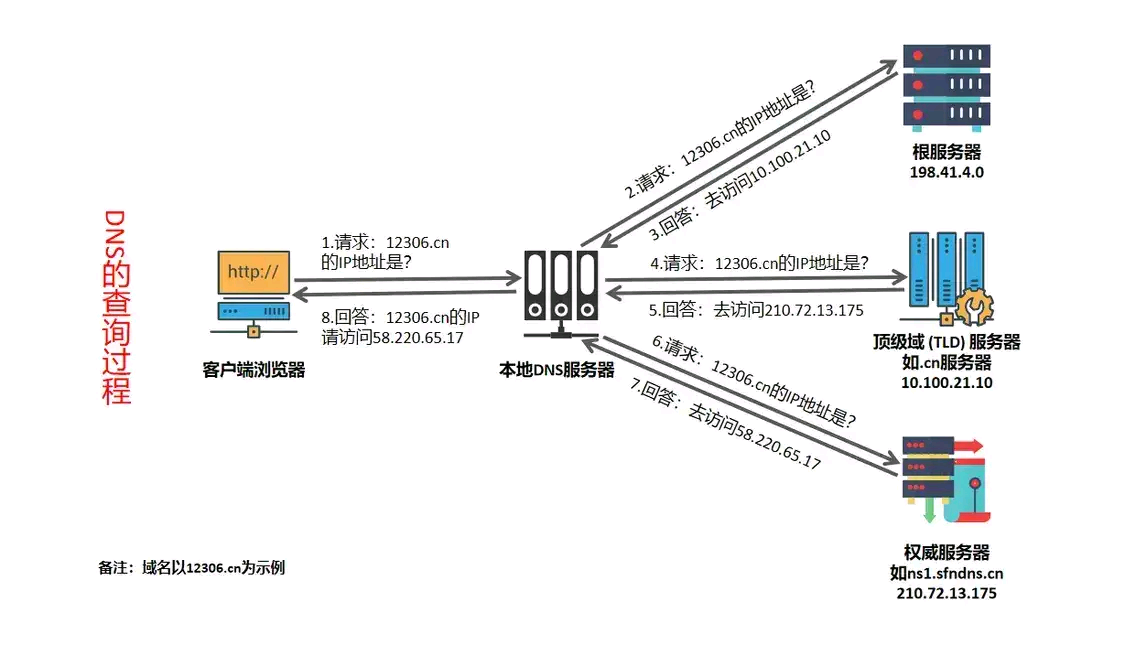 DNS的查询过程
http://
客户端浏览器
1.请求：12306.cn
的IP地址是？
8.回答：12306.cn的IP
请访问58.220.65.17
本地DNS服务器
2.请求：12306.cn的IP地址是？
3.回答：去访问10.100.21.10
根服务器
198.41.4.0
4.请求：12306.cn的IP地址是？
5.回答：去访问210.72.13.175
顶级域 (TLD) 服务器
如.cn服务器
10.100.21.10
6.请求：12306.cn的IP地址是？
7.回答：去访问58.220.65.17
权威服务器
如ns1.sfndns.cn
210.72.13.175
备注：域名以12306.cn为示例